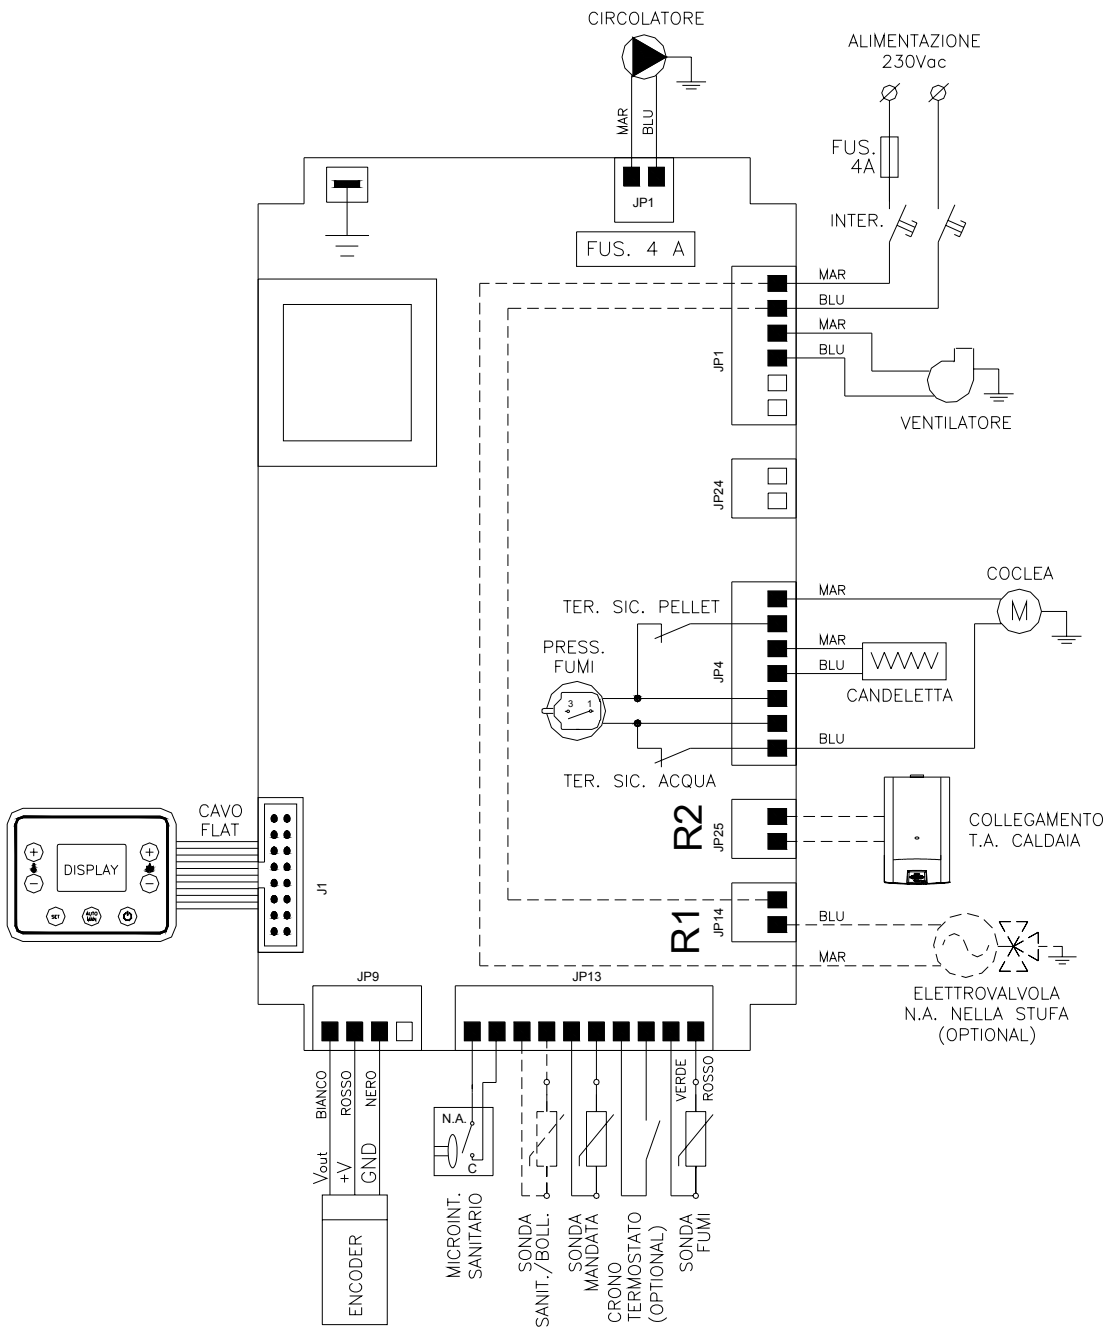 CIRCOLATORE
ALIMENTAZIONE
230Vac
MAR
BLU
FUS.
4A
JP1
INTER.
FUS. 4 A
MAR
BLU
MAR
BLU
JP1
VENTILATORE
JP24
COCLEA
MAR
M
TER. SIC. PELLET
PRESS.
FUMI
MAR
BLU
JP4
CANDELETTA
3 1
BLU
TER. SIC. ACQUA
CAVO
FLAT
R2
JP25
COLLEGAMENTO
T.A. CALDAIA
DISPLAY
SET
AUTO
MAN
J1
R1
JP14
BLU
MAR
ELETTROVALVOLA
N.A. NELLA STUFA
(OPTIONAL)
JP9
JP13
BIANCO
ROSSO
NERO
VERDE
ROSSO
N.A.
C
Vout
+V
GND
ENCODER
MICROINT.
SANITARIO
SONDA
SANIT./BOLL.
SONDA
MANDATA
CRONO
TERMOSTATO
(OPTIONAL)
SONDA
FUMI